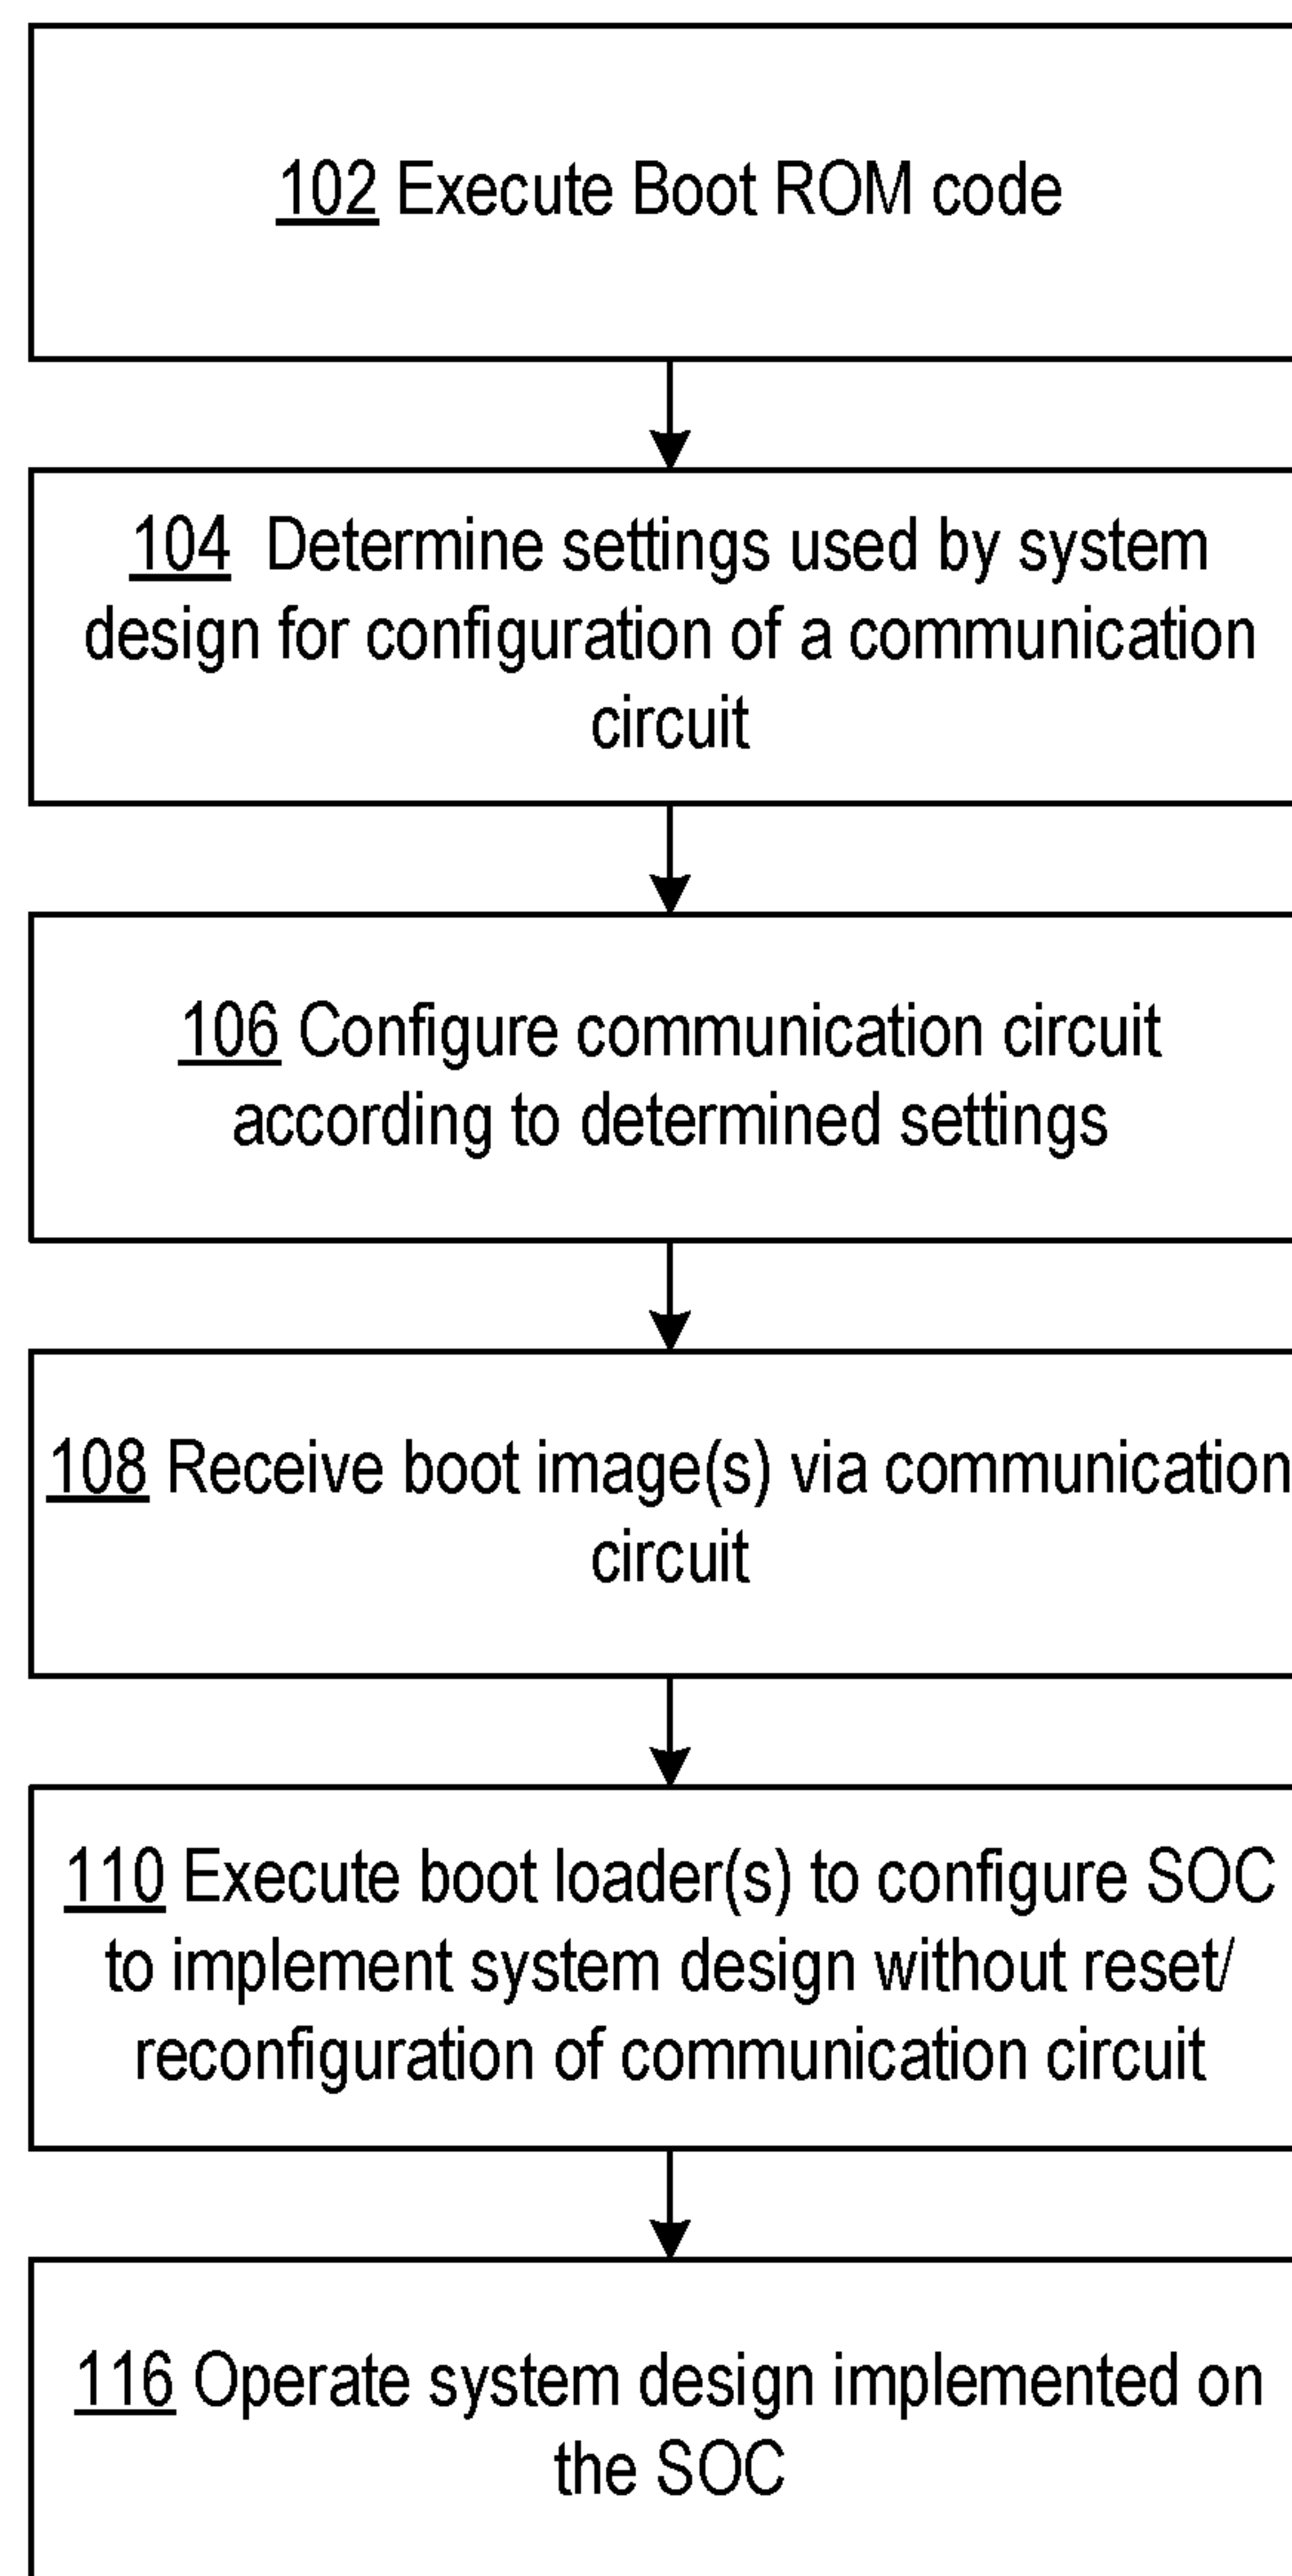 102 Execute Boot ROM code
104 Determine settings used by system
design for configuration of a communication
circuit
106 Configure communication circuit
according to determined settings
108 Receive boot image(s) via communication
circuit
110 Execute boot loader(s) to configure SOC
to implement system design without reset/
reconfiguration of communication circuit
116 Operate system design implemented on
the SOC